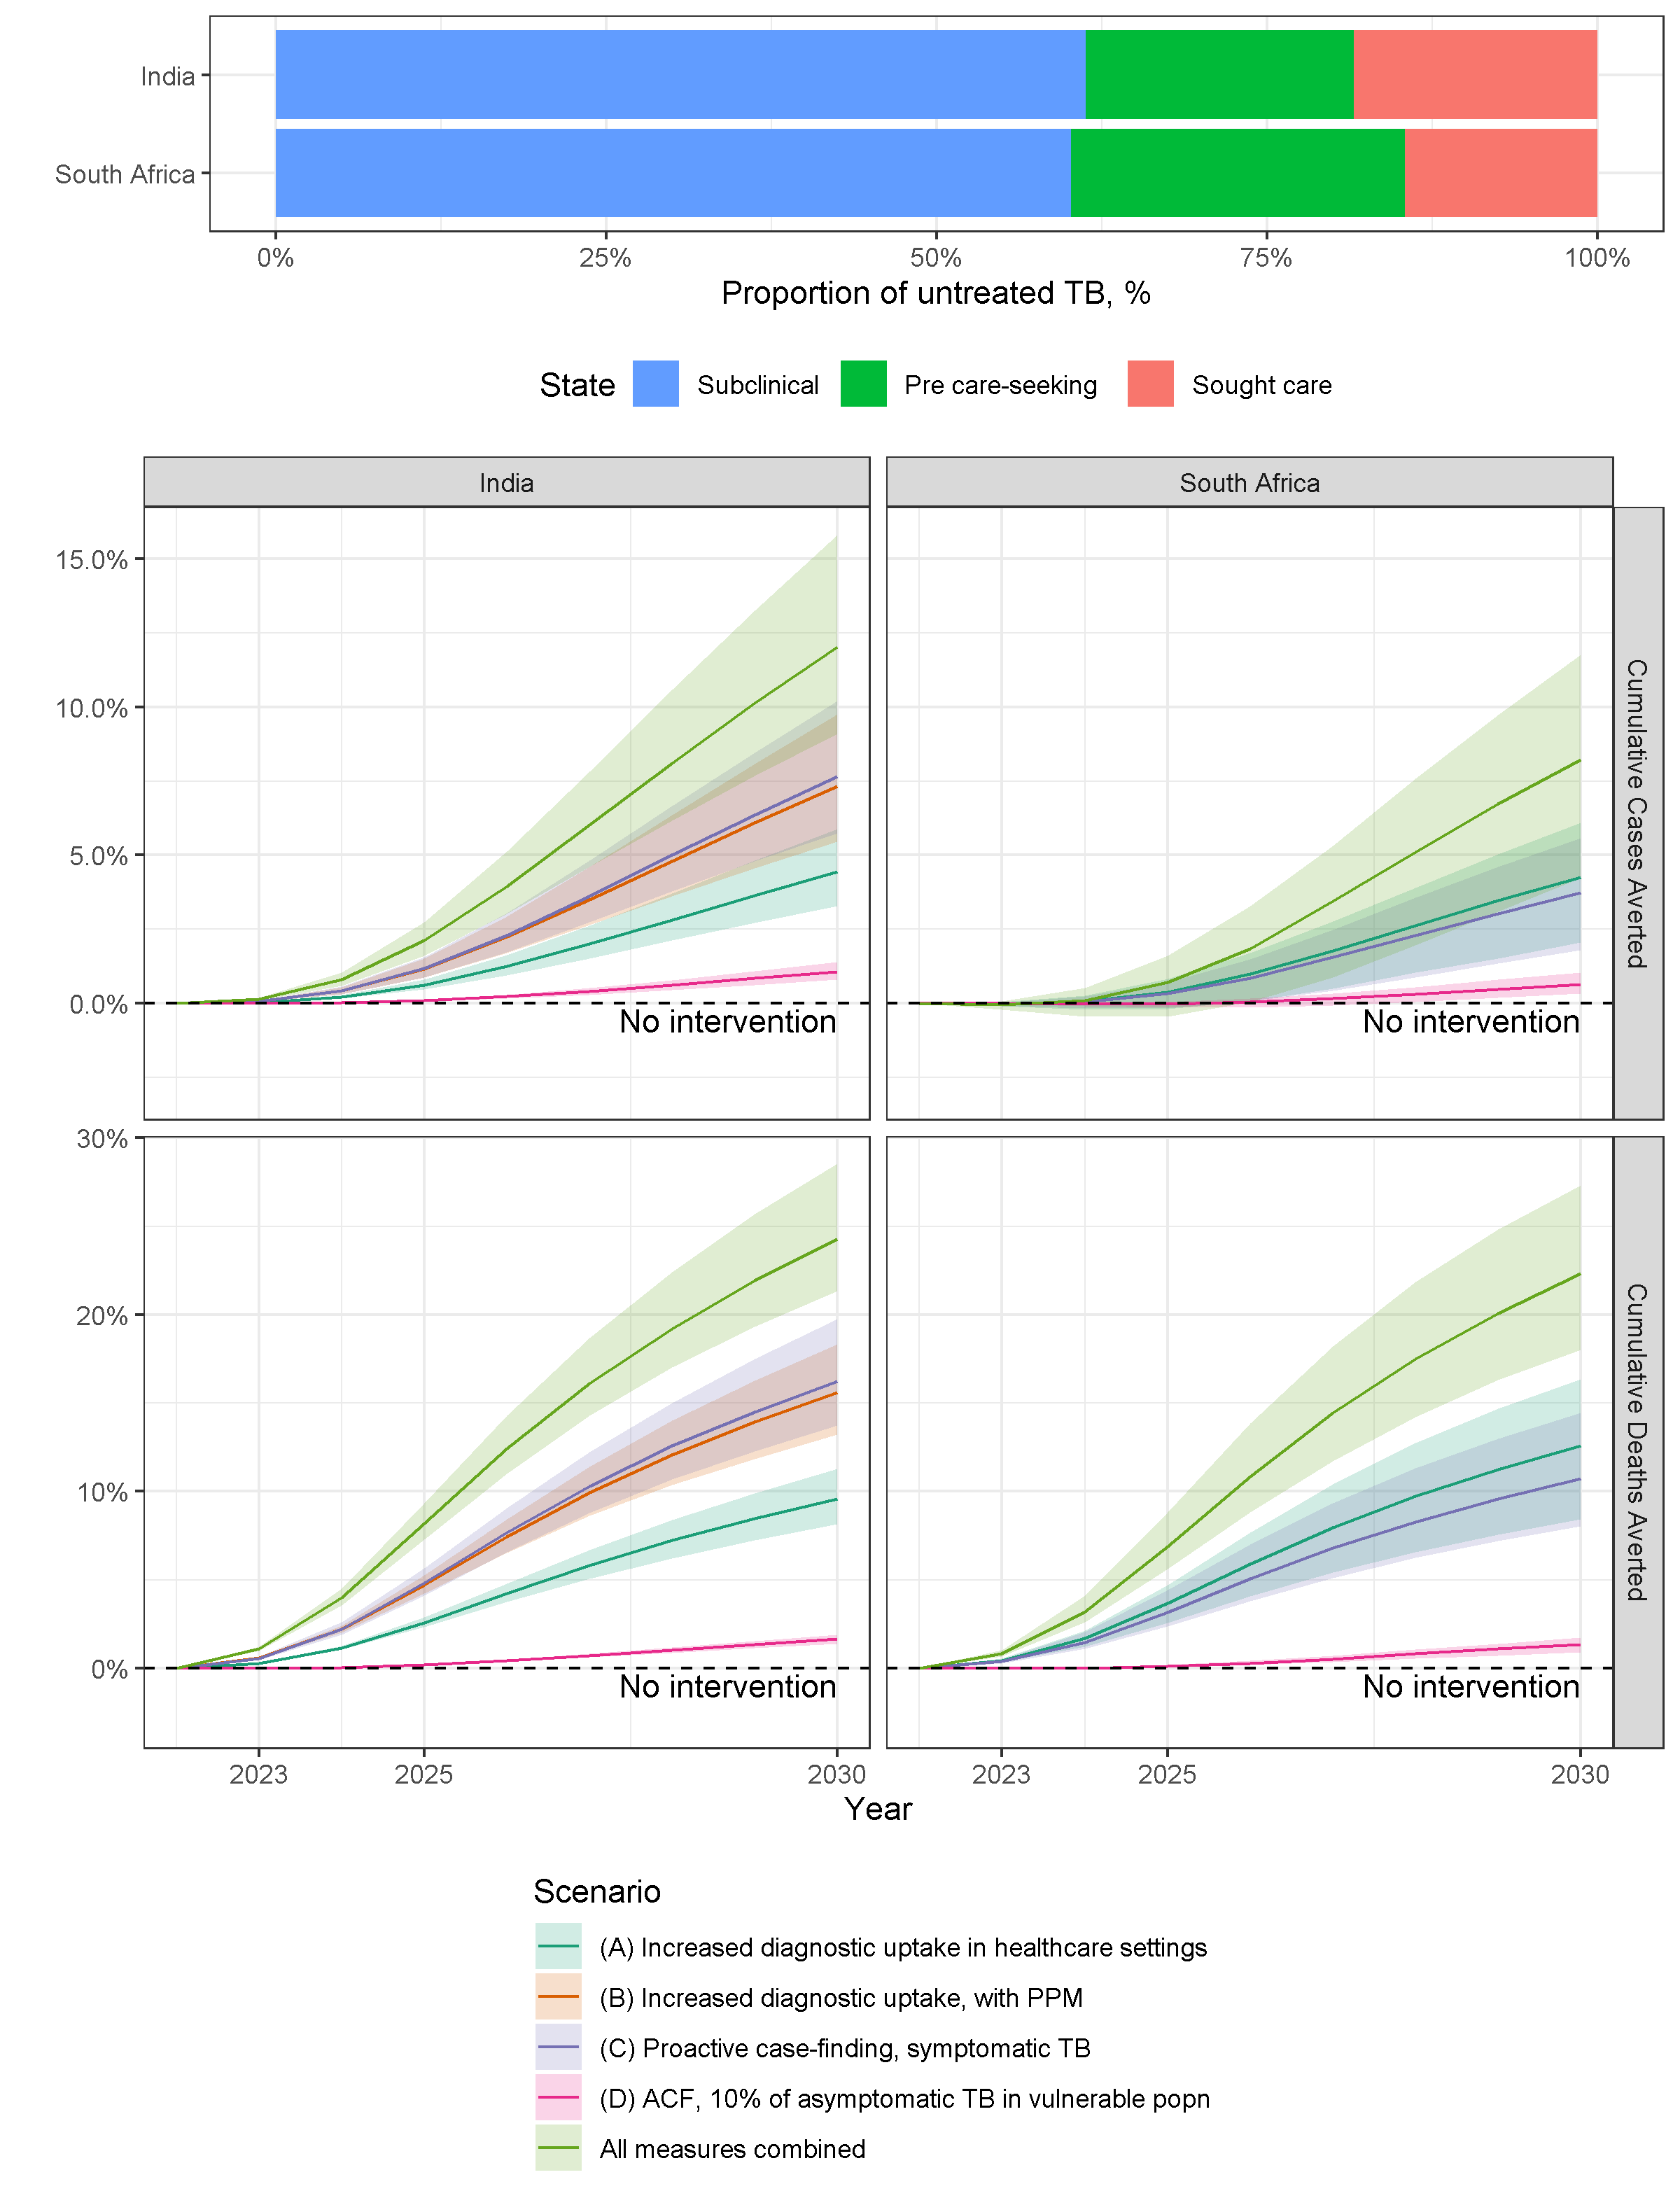 India
South Africa
0% 25% 50% 75% 100%
Proportion of untreated TB, %
State Subclinical Pre care-seeking Sought care
India South Africa
15.0%
10.0%
5.0%
0.0%
No intervention No intervention
Cumulative Cases Averted
30%
20%
10%
0%
No intervention No intervention
Cumulative Deaths Averted
2023 2025 2030 2023 2025 2030
Year
Scenario
(A) Increased diagnostic uptake in healthcare settings
(B) Increased diagnostic uptake, with PPM
(C) Proactive case-finding, symptomatic TB
(D) ACF, 10% of asymptomatic TB in vulnerable popn
All measures combined